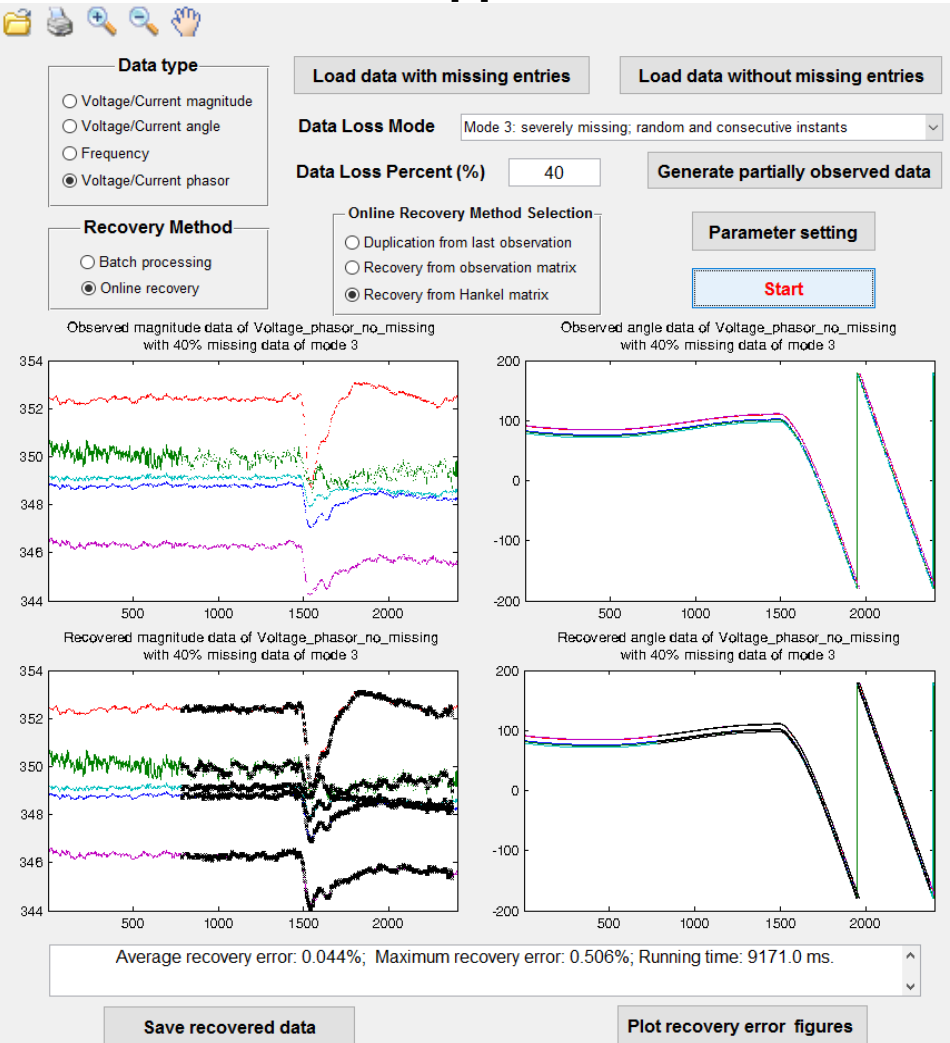 Data type
Voltage/Current magnitude
Voltage/Current angle
Frequency
Voltage/Current phasor
Load data with missing entries
Load data without missing entries
Data Loss Mode
Mode 3: severely missing; random and consecutive instants
Data Loss Percent (%)
40
Generate partially observed data
Recovery Method
Batch processing
Online recovery
Online Recovery Method Selection
Duplication from last observation
Recovery from observation matrix
Recovery from Hankel matrix
Parameter setting
Start
Observed magnitude data of Voltage_phasor_no_missing
with 40% missing data of mode 3
354
352
350
348
346
344
500 1000 1500 2000
Observed angle data of Voltage_phasor_no_missing
with 40% missing data of mode 3
200
100
0
-100
-200
500 1000 1500 2000
Recovered magnitude data of Voltage_phasor_no_missing
with 40% missing data of mode 3
354
352
350
348
346
344
500 1000 1500 2000
Recovered angle data of Voltage_phasor_no_missing
with 40% missing data of mode 3
200
100
0
-100
-200
500 1000 1500 2000
Average recovery error: 0.044%; Maximum recovery error: 0.506%; Running time: 9171.0 ms.
Save recovered data
Plot recovery error figures